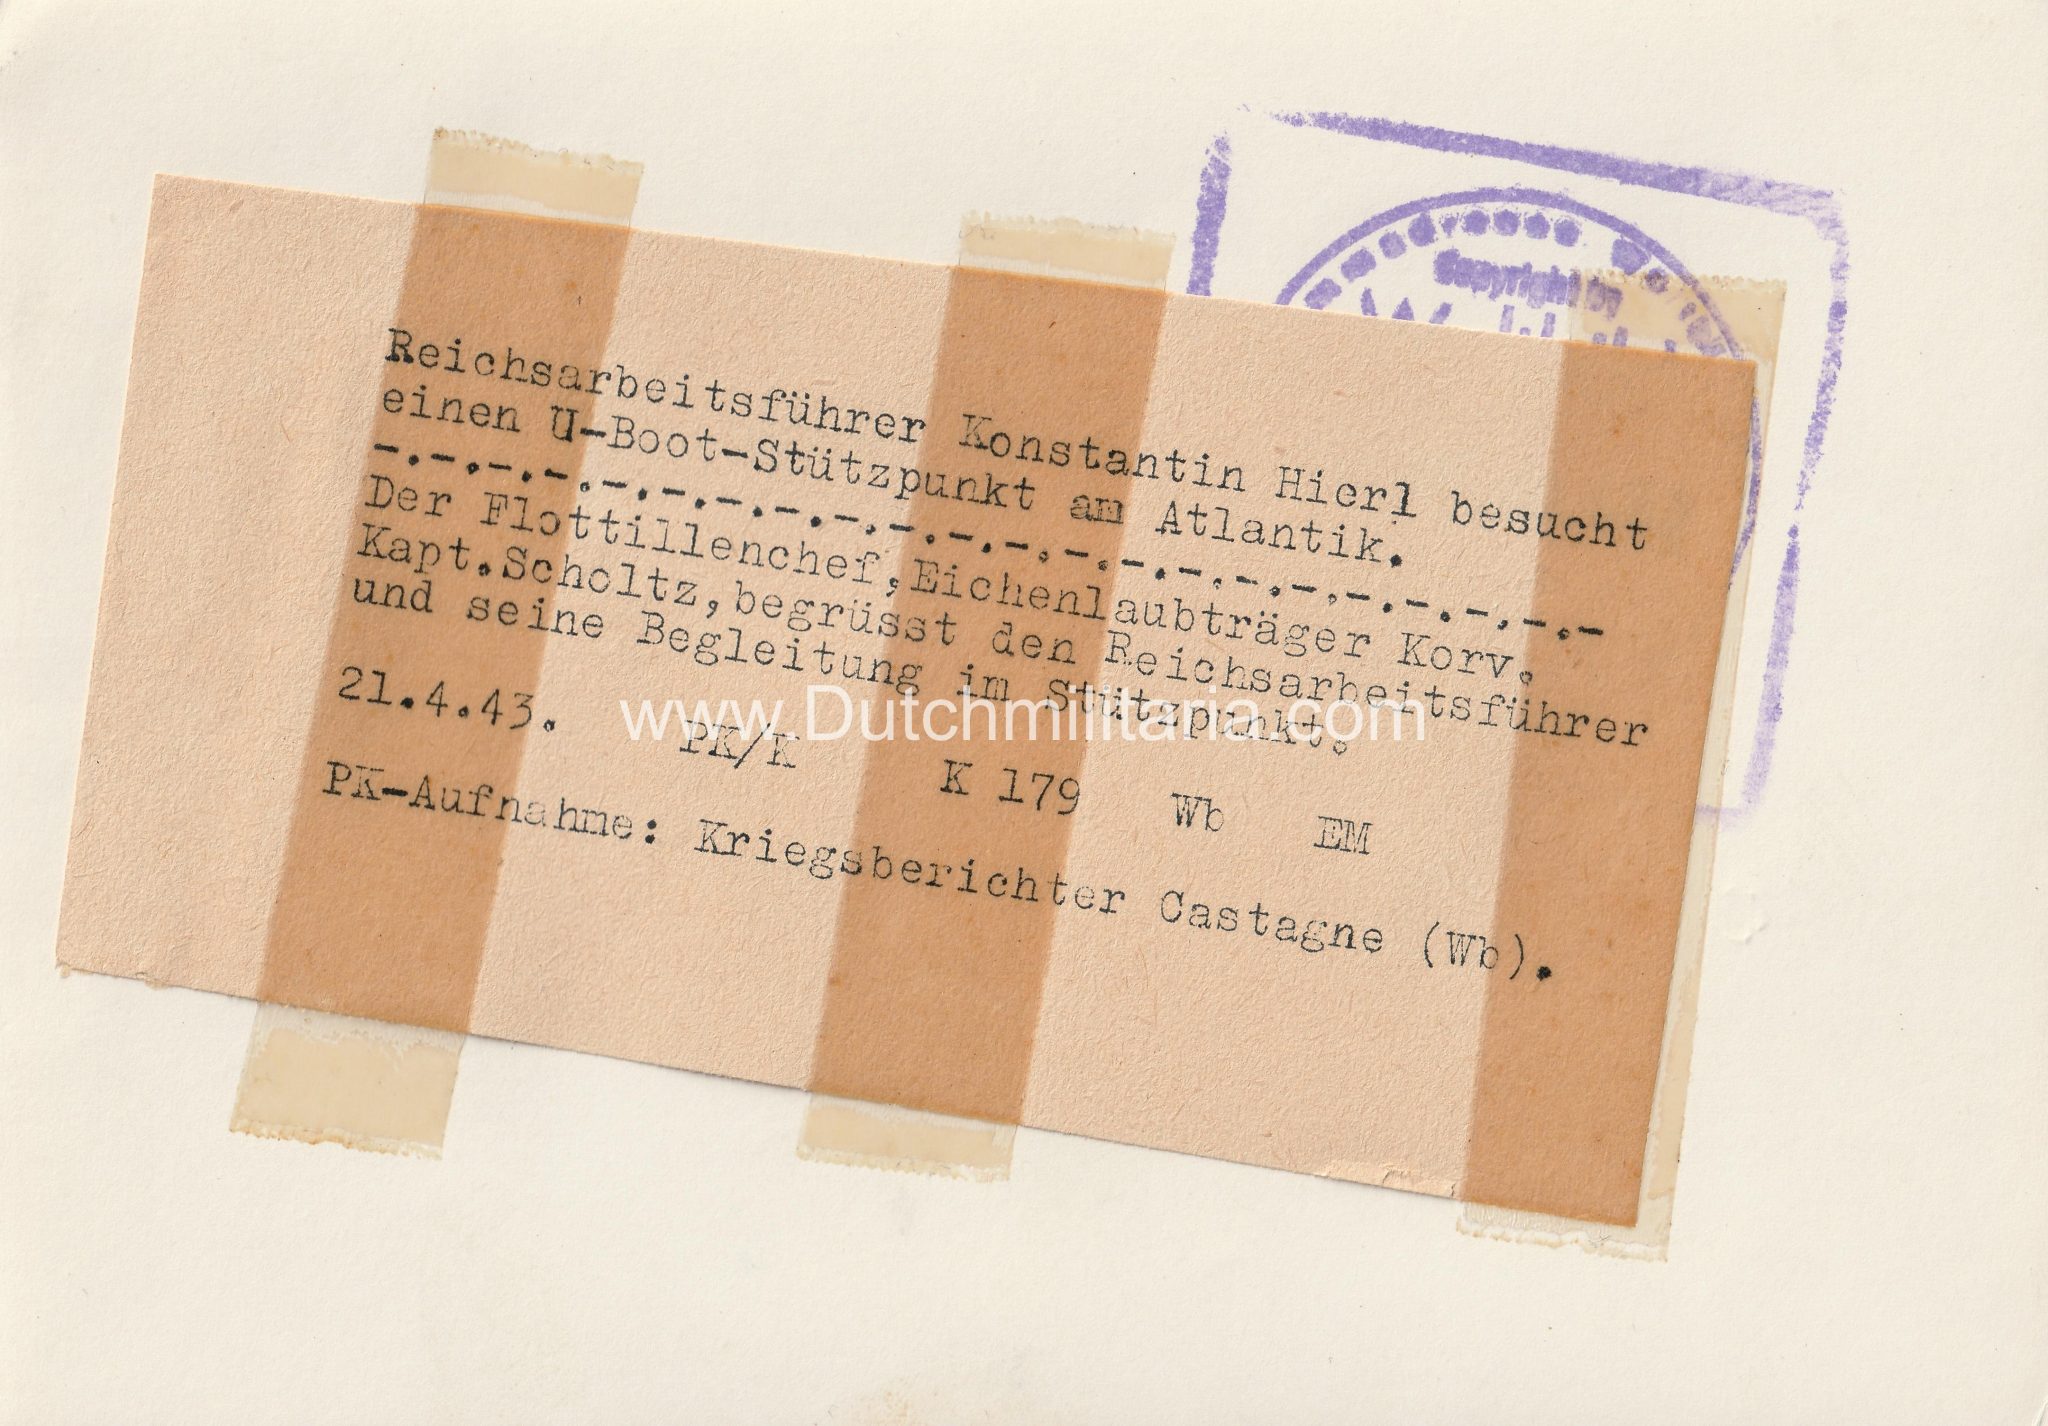 Copyright by
Reichsarbeitsführer Konstantin Hierl besucht
einen U-Boot-Stützpunkt am Atlantik.
-.-.-.-.-.-.-.-.-.-.-.-.-.-.-.-.-.-.-.-.-.-
Der Flottillenchef,Eichenlaubträger Korv.
Kapt.Scholtz,begrüsst den Reichsarbeitsführer
und seine Begleitung im Stützpunkt.
www.Dutchmilitaria.com
21.4.43. PK/K K 179 Wb EM
PK-Aufnahme: Kriegsberichter Castagne (Wb).